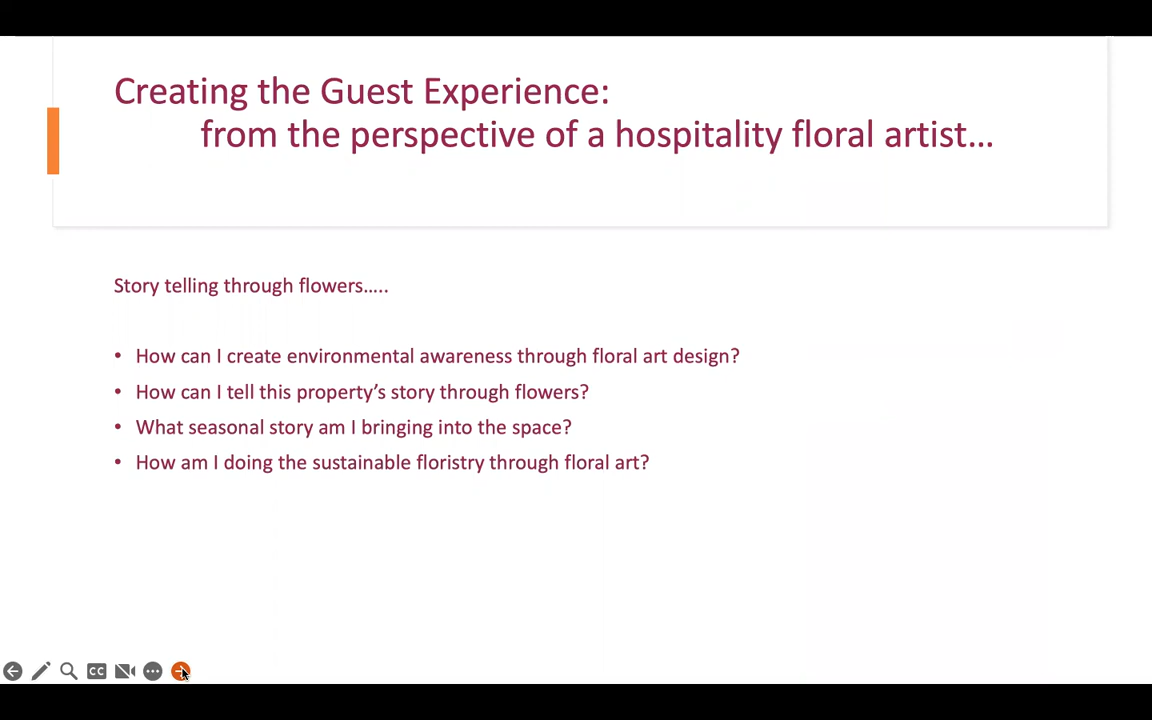 Creating the Guest Experience:
from the perspective of a hospitality floral artist…
Story telling through flowers…..
• How can I create environmental awareness through floral art design?
• How can I tell this property’s story through flowers?
• What seasonal story am I bringing into the space?
• How am I doing the sustainable floristry through floral art?
CC